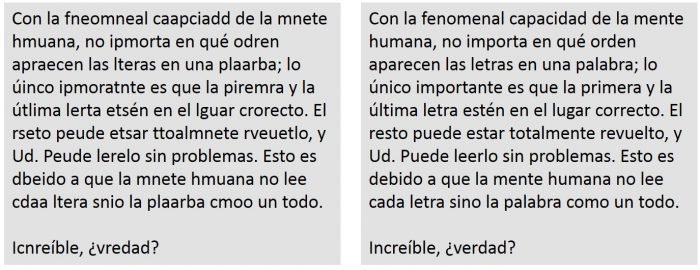 Con la fneomneal caapciadd de la mnete
hmuana, no ipmorta en qué odren
apraecen las lteras en una plaarba; lo
úinco ipmoratnte es que la piremra y la
útlima lerta etsén en el lguar crorecto. El
rseto peude etsar ttoalmnete rveuetlo, y
Ud. Peude lerelo sin problemas. Esto es
dbeido a que la mnete hmuana no lee
cdaa ltera snio la plaarba cmoo un todo.
Icnreíble, ¿vredad?
Con la fenomenal capacidad de la mente
humana, no importa en qué orden
aparecen las letras en una palabra; lo
único importante es que la primera y la
última letra estén en el lugar correcto. El
resto puede estar totalmente revuelto, y
Ud. Puede leerlo sin problemas. Esto es
debido a que la mente humana no lee
cada letra sino la palabra como un todo.
Increíble, ¿verdad?